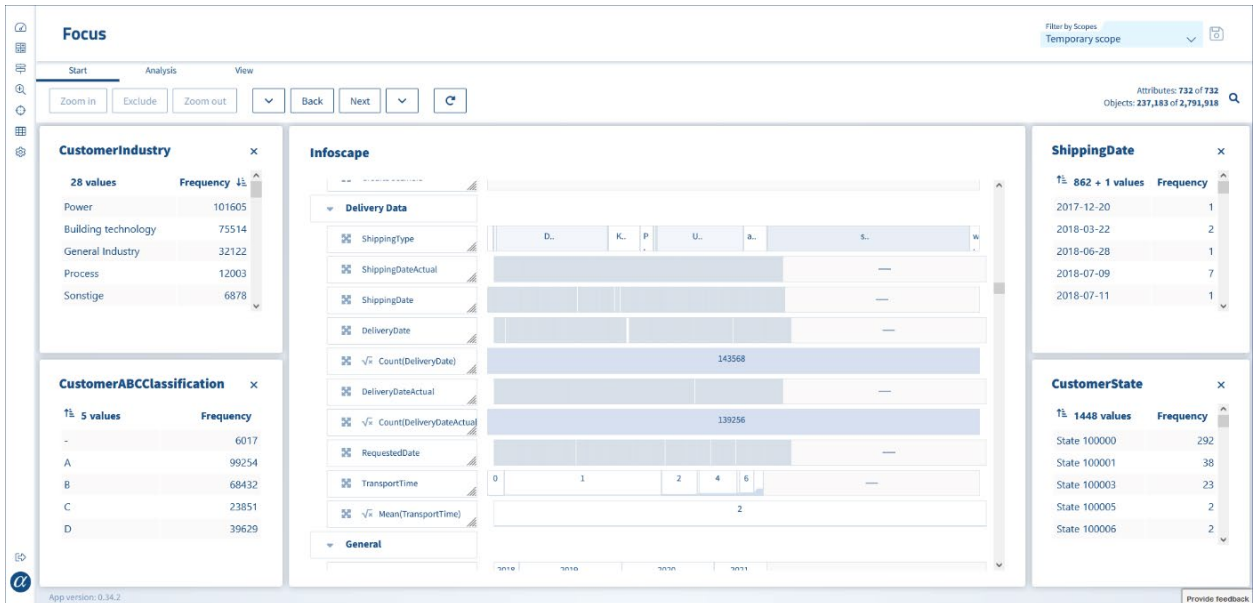 Focus
Filter by Scopes
Temporary scope
Start Analysis View
Zoom in Exclude Zoom out Back Next
Attributes: 732 of 732
Objects: 237,183 of 2,791,918
CustomerIndustry
28 values Frequency
Power 101605
Building technology 75514
General Industry 32122
Process 12003
Sonstige 6878
CustomerABCClassification
5 values Frequency
- 6017
A 99254
B 68432
C 23851
D 39629
Infoscape
Delivery Data
ShippingType D.. K.. P U.. a.. s.. w
ShippingDateActual —
ShippingDate —
DeliveryDate —
√x Count(DeliveryDate) 143568
DeliveryDateActual —
√x Count(DeliveryDateActual 139256
RequestedDate —
TransportTime 0 1 2 4 6 —
√x Mean(TransportTime) 2
General
2018 2019 2020 2021
ShippingDate
862 + 1 values Frequency
2017-12-20 1
2018-03-22 2
2018-06-28 1
2018-07-09 7
2018-07-11 1
CustomerState
1448 values Frequency
State 100000 292
State 100001 38
State 100003 23
State 100005 2
State 100006 2
α
App version: 0.34.2
Provide feedback